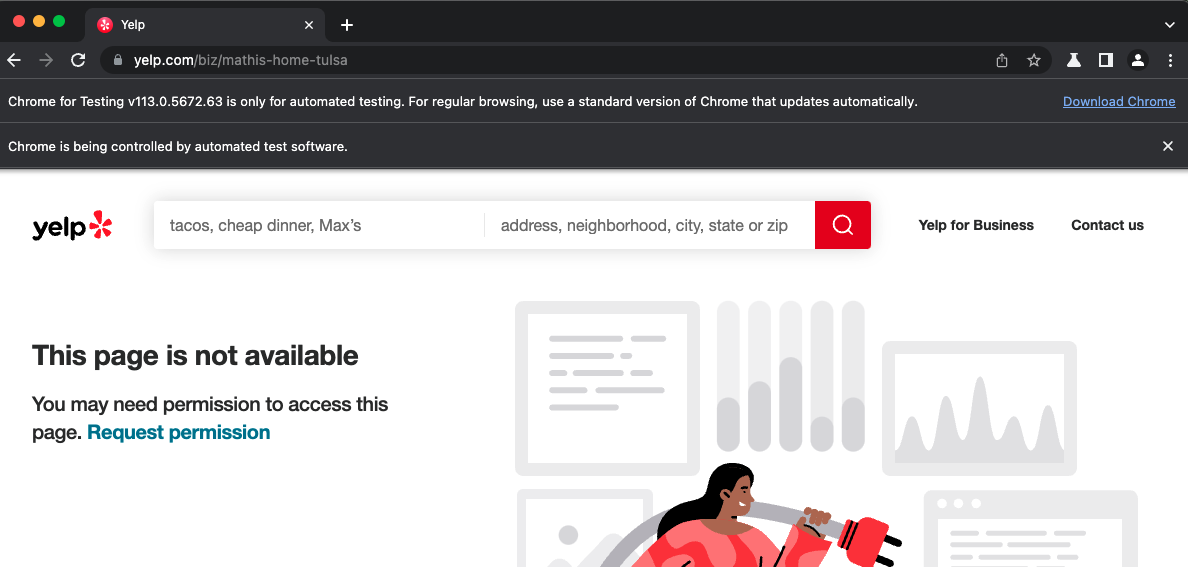 Yelp
yelp.com/biz/mathis-home-tulsa
Chrome for Testing v113.0.5672.63 is only for automated testing. For regular browsing, use a standard version of Chrome that updates automatically.
Download Chrome
Chrome is being controlled by automated test software.
yelp
tacos, cheap dinner, Max’s
address, neighborhood, city, state or zip
Yelp for Business
Contact us
This page is not available
You may need permission to access this
page. Request permission